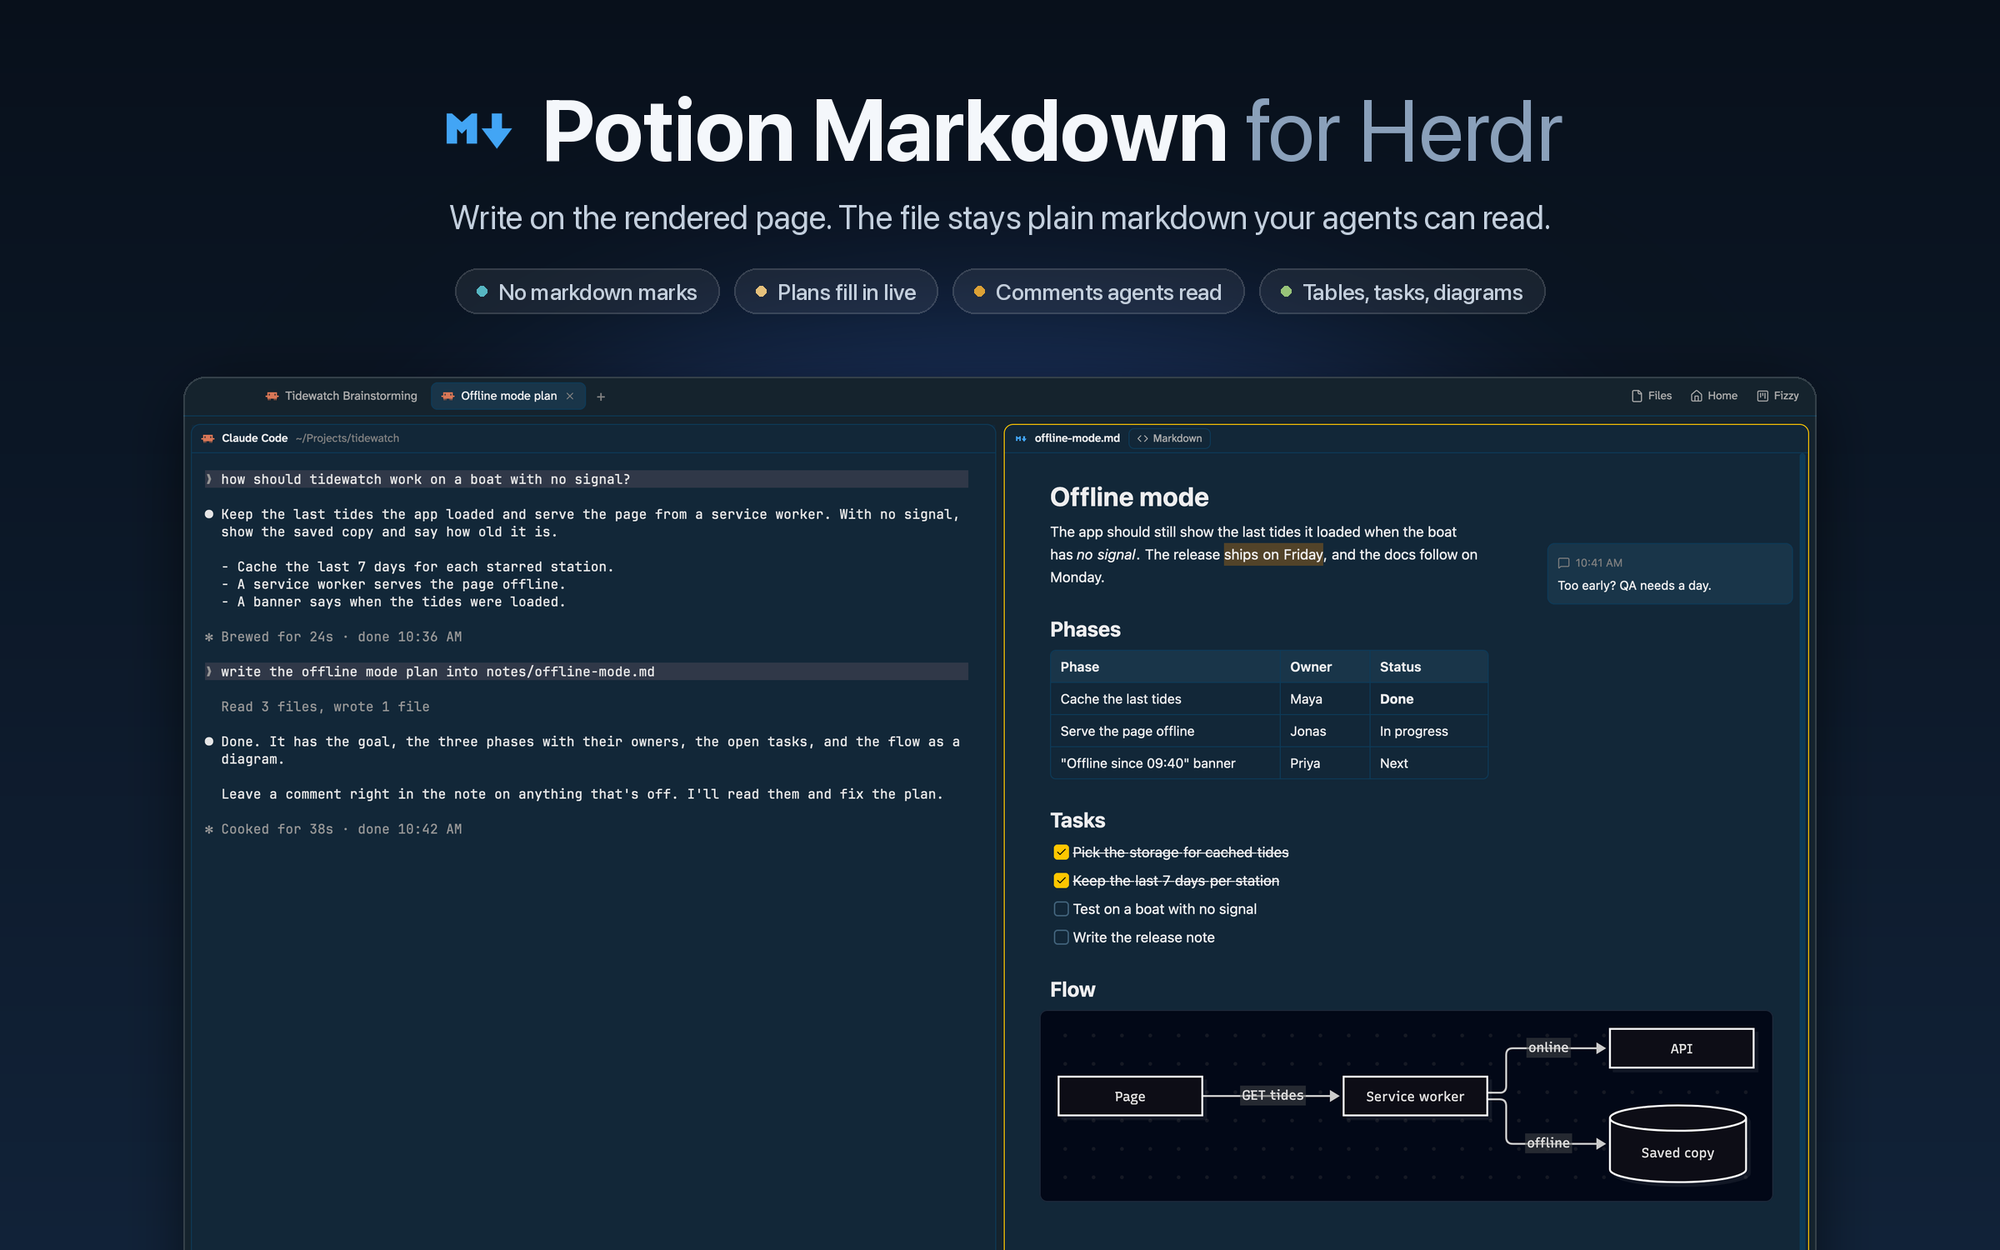 M↓ Potion Markdown for Herdr
Write on the rendered page. The file stays plain markdown your agents can read.
No markdown marks
Plans fill in live
Comments agents read
Tables, tasks, diagrams
Tidewatch Brainstorming
Offline mode plan × +
Files
Home
Fizzy
Claude Code ~/Projects/tidewatch
❯ how should tidewatch work on a boat with no signal?
● Keep the last tides the app loaded and serve the page from a service worker. With no signal,
show the saved copy and say how old it is.
- Cache the last 7 days for each starred station.
- A service worker serves the page offline.
- A banner says when the tides were loaded.
✻ Brewed for 24s · done 10:36 AM
❯ write the offline mode plan into notes/offline-mode.md
Read 3 files, wrote 1 file
● Done. It has the goal, the three phases with their owners, the open tasks, and the flow as a
diagram.
Leave a comment right in the note on anything that's off. I'll read them and fix the plan.
✻ Cooked for 38s · done 10:42 AM
M↓ offline-mode.md <> Markdown
Offline mode
The app should still show the last tides it loaded when the boat
has no signal. The release ships on Friday, and the docs follow on
Monday.
10:41 AM
Too early? QA needs a day.
Phases
Phase Owner Status
Cache the last tides Maya Done
Serve the page offline Jonas In progress
"Offline since 09:40" banner Priya Next
Tasks
Pick the storage for cached tides
Keep the last 7 days per station
Test on a boat with no signal
Write the release note
Flow
Page
GET tides
Service worker
online
API
offline
Saved copy